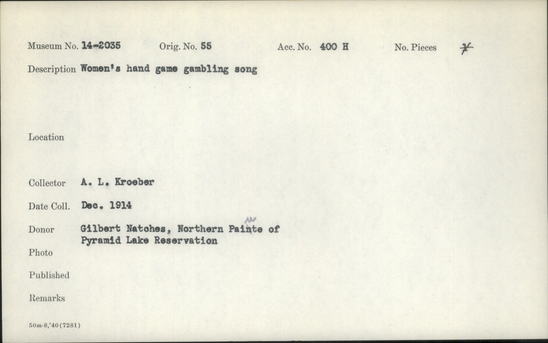 Museum No. 14-2035 Orig. No. 55 Acc. No. 400 H No. Pieces
Description Women's hand game gambling song
Location
Collector A. L. Kroeber
Date Coll. Dec. 1914
Donor Gilbert Natches, Northern Paiute of
Pyramid Lake Reservation
Photo
Published
Remarks
50m-8,'40(7281)